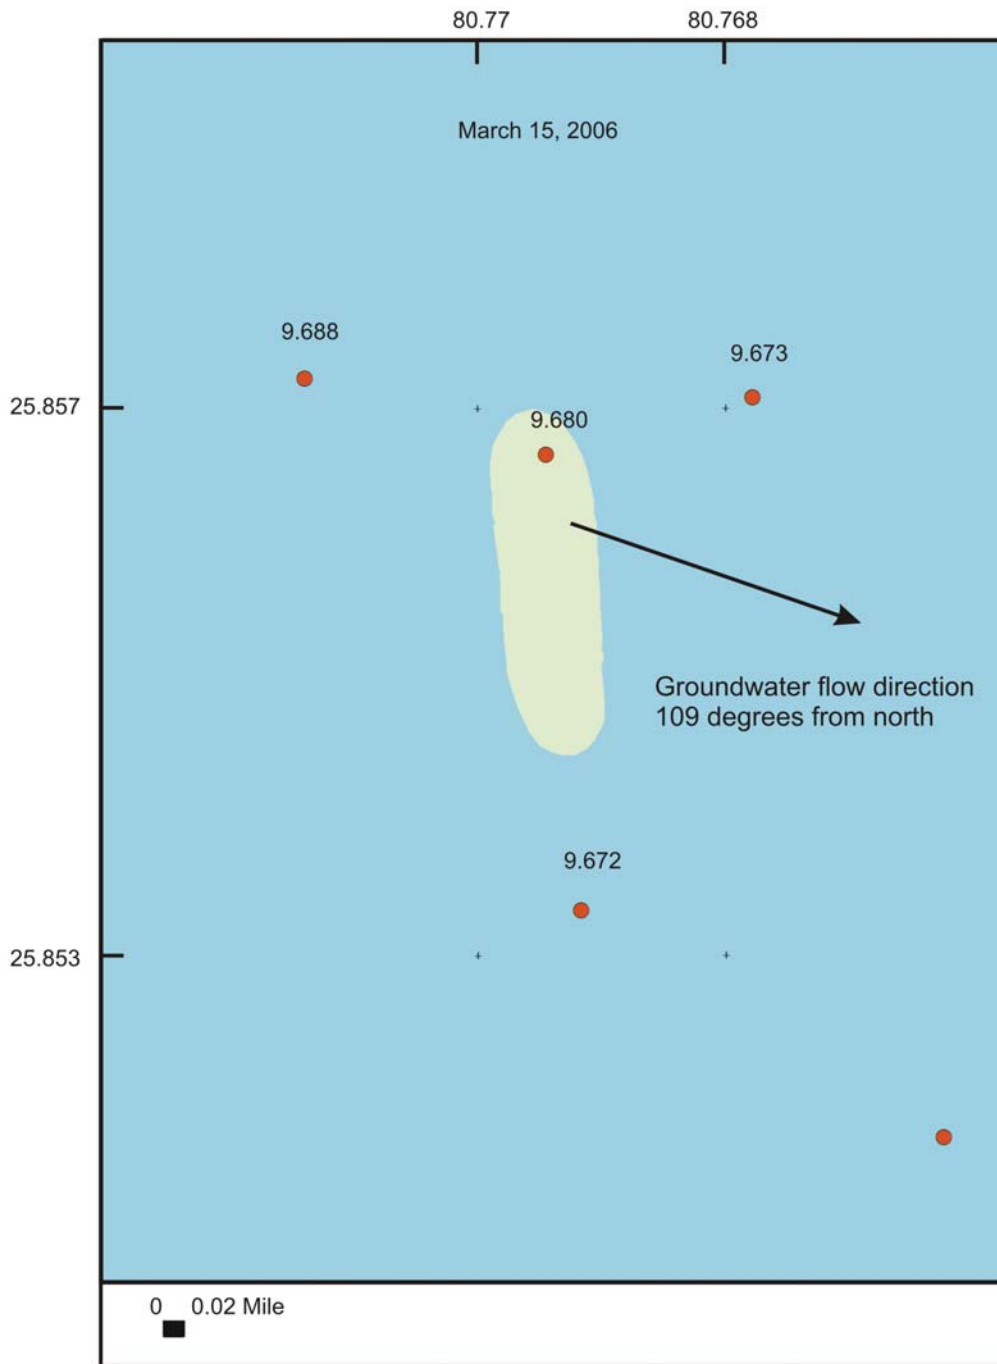 80.77 80.768
March 15, 2006
9.688
9.673
25.857
9.680
Groundwater flow direction
109 degrees from north
9.672
25.853
0 0.02 Mile